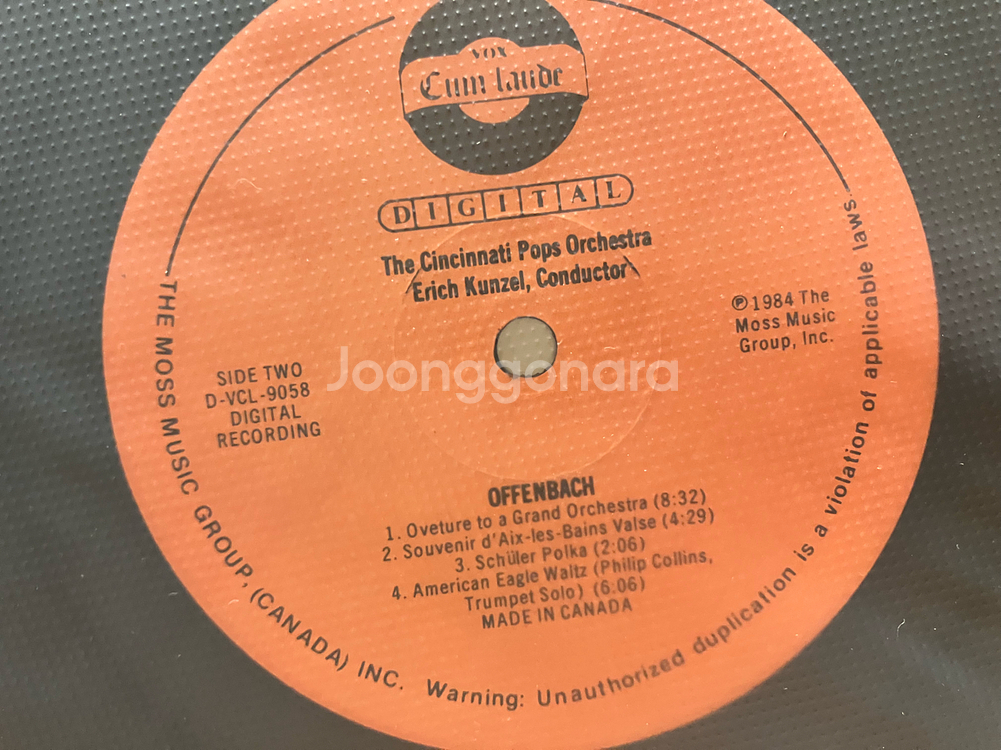 VOX
Cum laude
DIGITAL
The Cincinnati Pops Orchestra
Erich Kunzel, Conductor
℗1984 The
Moss Music
Group, Inc.
SIDE TWO
D-VCL-9058
DIGITAL
RECORDING
Joonggonara
OFFENBACH
1. Oveture to a Grand Orchestra (8:32)
2. Souvenir d'Aix-les-Bains Valse (4:29)
3. Schüler Polka (2:06)
4. American Eagle Waltz (Philip Collins,
Trumpet Solo) (6:06)
MADE IN CANADA
THE MOSS MUSIC GROUP, (CANADA) INC. Warning: Unauthorized duplication is a violation of applicable laws.